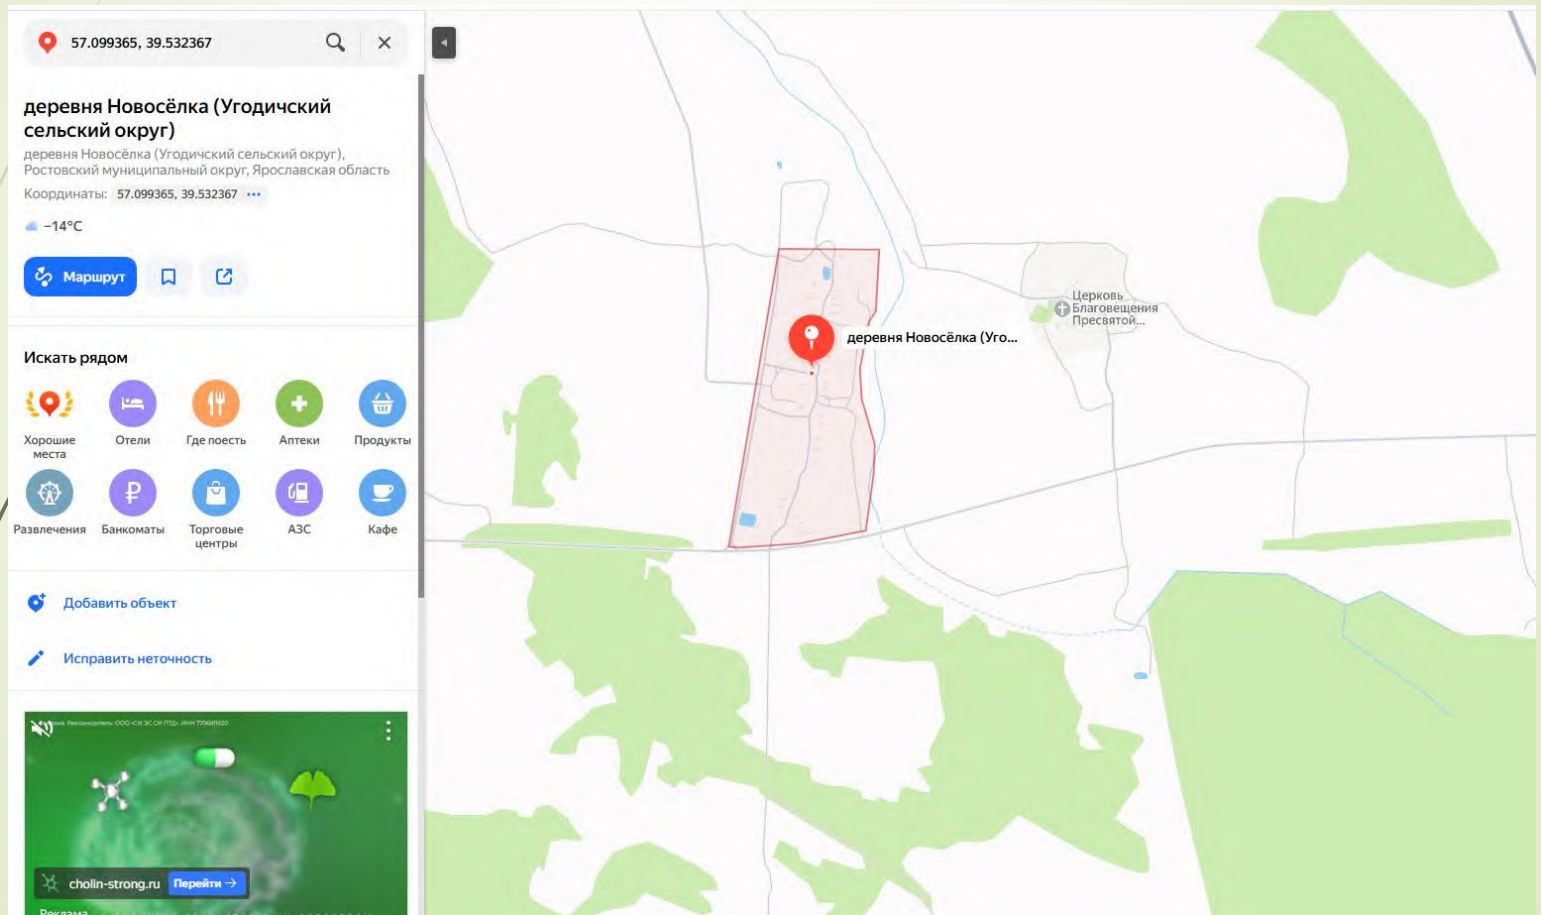 57.099365, 39.532367
деревня Новосёлка (Угодичский
сельский округ)
деревня Новосёлка (Угодичский сельский округ),
Ростовский муниципальный округ, Ярославская область
Координаты: 57.099365, 39.532367 •••
−14°C
Маршрут
Искать рядом
Хорошие
места
Отели
Где поесть
Аптеки
Продукты
Развлечения
Банкоматы
Торговые
центры
АЗС
Кафе
Добавить объект
Исправить неточность
cholin-strong.ru
Перейти →
Реклама
деревня Новосёлка (Уго...
Церковь
Благовещения
Пресвятой...